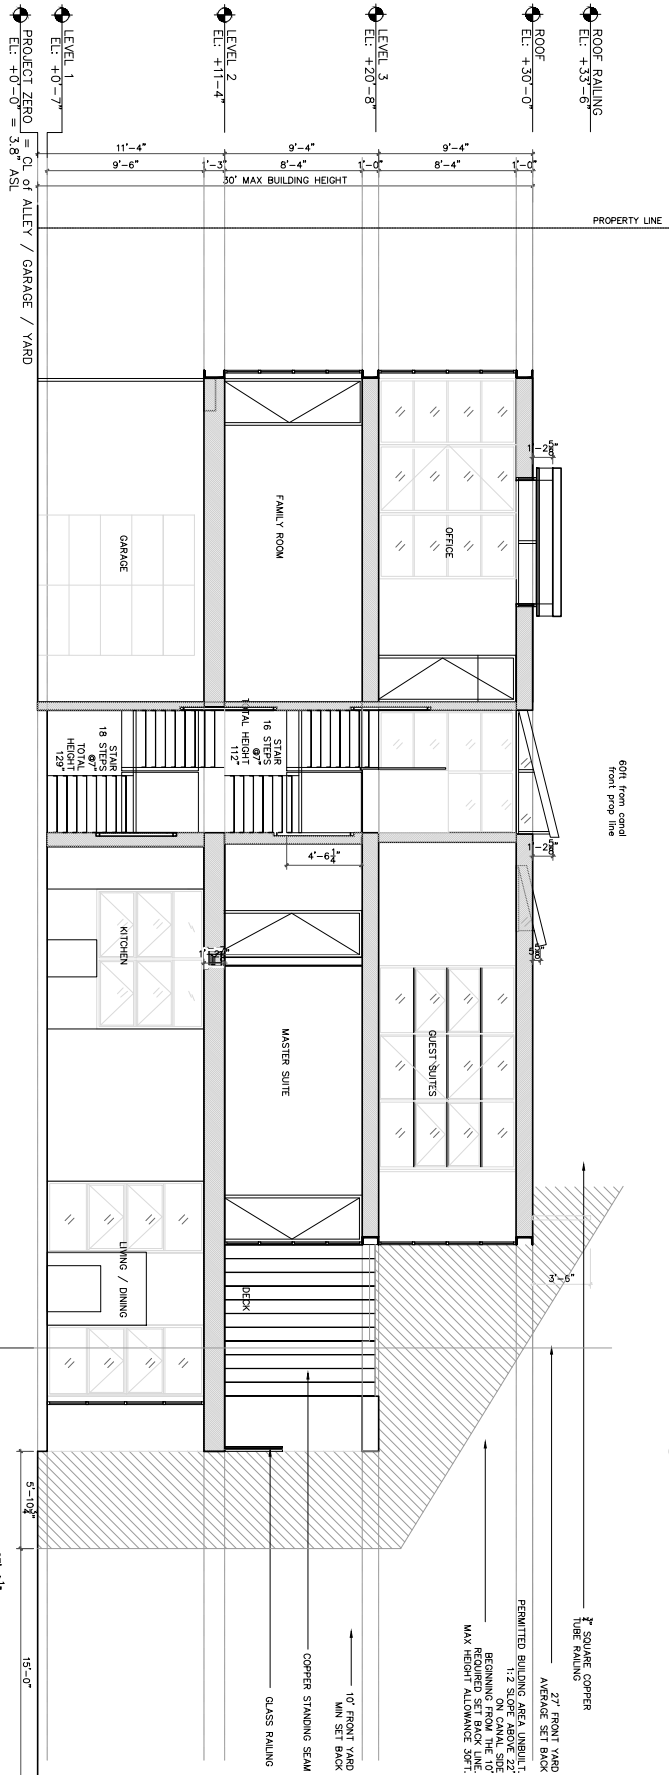 ROOF RAILING
EL: +33'-6"
ROOF
EL: +30'-0"
LEVEL 3
EL: +20'-8"
LEVEL 2
EL: +11-4"
LEVEL 1
EL: +0'-7"
PROJECT ZERO = CL of ALLEY / GARAGE / YARD
EL: +0'-0" = 3.8' ASL
11'-4"
9'-4"
9'-4"
9'-6"
1'-3"
8'-4"
1'-0"
8'-4"
1'-0"
30' MAX BUILDING HEIGHT
PROPERTY LINE
OFFICE
FAMILY ROOM
GARAGE
STAIR
16 STEPS
@7"
TOTAL HEIGHT
112"
STAIR
18 STEPS
@7"
TOTAL
HEIGHT
129"
60ft from canal
front prop line
4'-6¼"
KITCHEN
MASTER SUITE
GUEST SUITES
LIVING / DINING
DECK
3'-6"
5'-10¾"
15'-0"
¾" SQUARE COPPER
TUBE RAILING
27' FRONT YARD
AVERAGE SET BACK
PERMITTED BUILDING AREA UNBUILT.
1:2 SLOPE ABOVE 22'
ON CANAL SIDE
BEGINNING FROM THE 10'
REQUIRED SET BACK LINE.
MAX HEIGHT ALLOWANCE 30FT.
10' FRONT YARD
MIN SET BACK
COPPER STANDING SEAM
GLASS RAILING